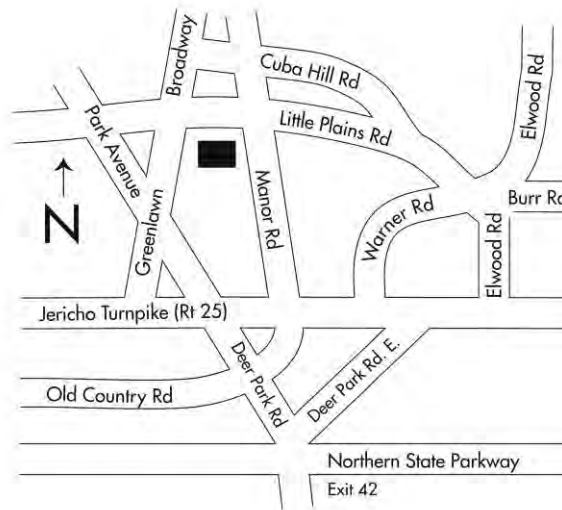 Broadway
Cuba Hill Rd
Elwood Rd
Park Avenue
Little Plains Rd
N
Greenlawn
Manor Rd
Warner Rd
Burr Rd
Elwood Rd
Jericho Turnpike (Rt 25)
Deer Park Rd
Deer Park Rd. E.
Old Country Rd
Northern State Parkway
Exit 42